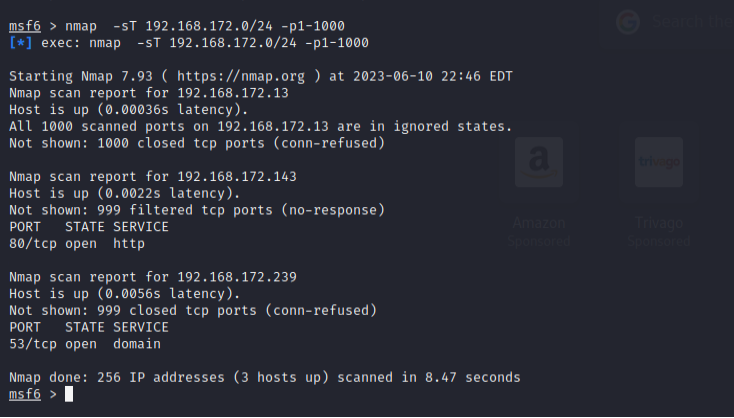 msf6 > nmap  -sT 192.168.172.0/24 -p1-1000
[*] exec: nmap  -sT 192.168.172.0/24 -p1-1000

Starting Nmap 7.93 ( https://nmap.org ) at 2023-06-10 22:46 EDT
Nmap scan report for 192.168.172.13
Host is up (0.00036s latency).
All 1000 scanned ports on 192.168.172.13 are in ignored states.
Not shown: 1000 closed tcp ports (conn-refused)

Nmap scan report for 192.168.172.143
Host is up (0.0022s latency).
Not shown: 999 filtered tcp ports (no-response)
PORT   STATE SERVICE
80/tcp open  http

Nmap scan report for 192.168.172.239
Host is up (0.0056s latency).
Not shown: 999 closed tcp ports (conn-refused)
PORT   STATE SERVICE
53/tcp open  domain

Nmap done: 256 IP addresses (3 hosts up) scanned in 8.47 seconds
msf6 >
trivago
Amazon
Sponsored
Trivago
Sponsored